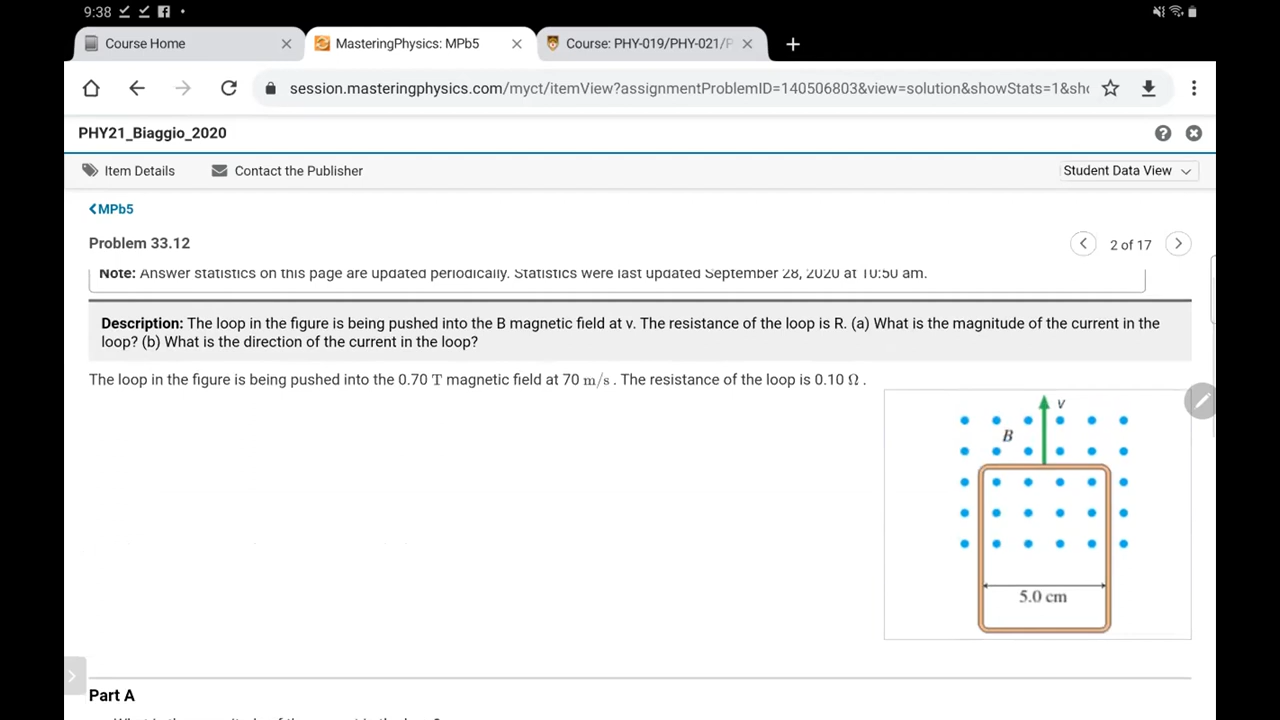 9:38
Course Home
MasteringPhysics: MPb5
Course: PHY-019/PHY-021/P
session.masteringphysics.com/myct/itemView?assignmentProblemID=140506803&view=solution&showStats=1&sh
PHY21_Biaggio_2020
Item Details
Contact the Publisher
Student Data View
MPb5
Problem 33.12
2 of 17
Note: Answer statistics on this page are updated periodically. Statistics were last updated September 28, 2020 at 10:50 am.
Description: The loop in the figure is being pushed into the B magnetic field at v. The resistance of the loop is R. (a) What is the magnitude of the current in the
loop? (b) What is the direction of the current in the loop?
The loop in the figure is being pushed into the 0.70 T magnetic field at 70 m/s . The resistance of the loop is 0.10 Ω .
v
B
5.0 cm
Part A